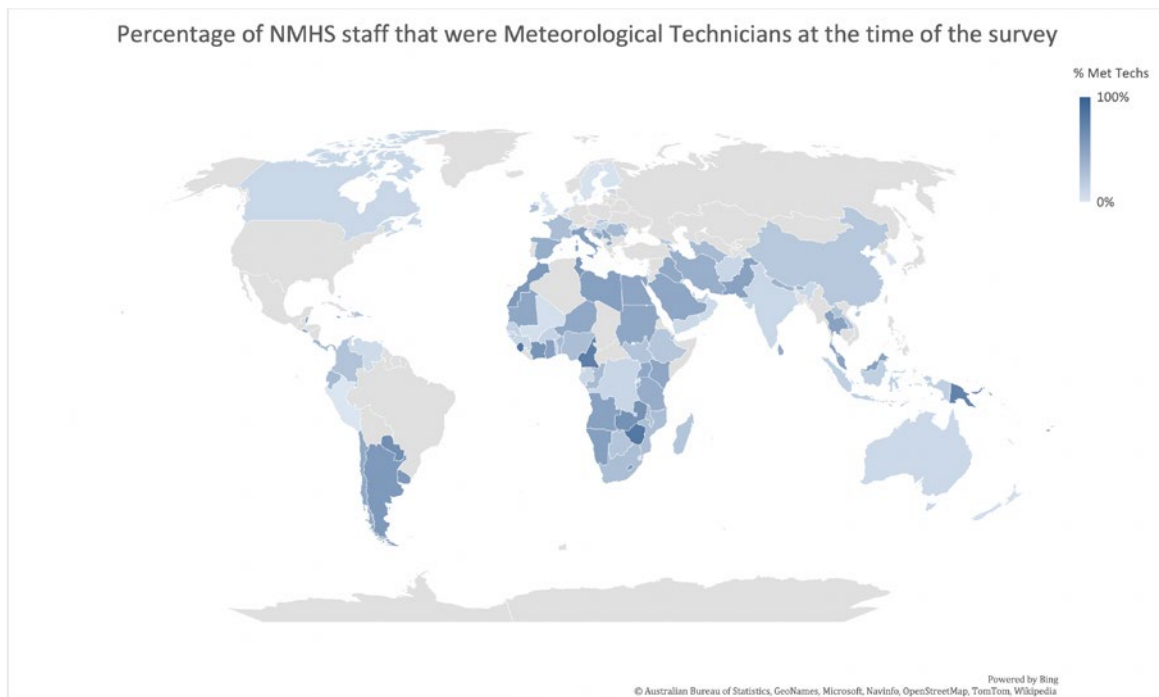 Percentage of NMHS staff that were Meteorological Technicians at the time of the survey
% Met Techs
100%
0%
Powered by Bing
© Australian Bureau of Statistics, GeoNames, Microsoft, Navinfo, OpenStreetMap, TomTom, Wikipedia